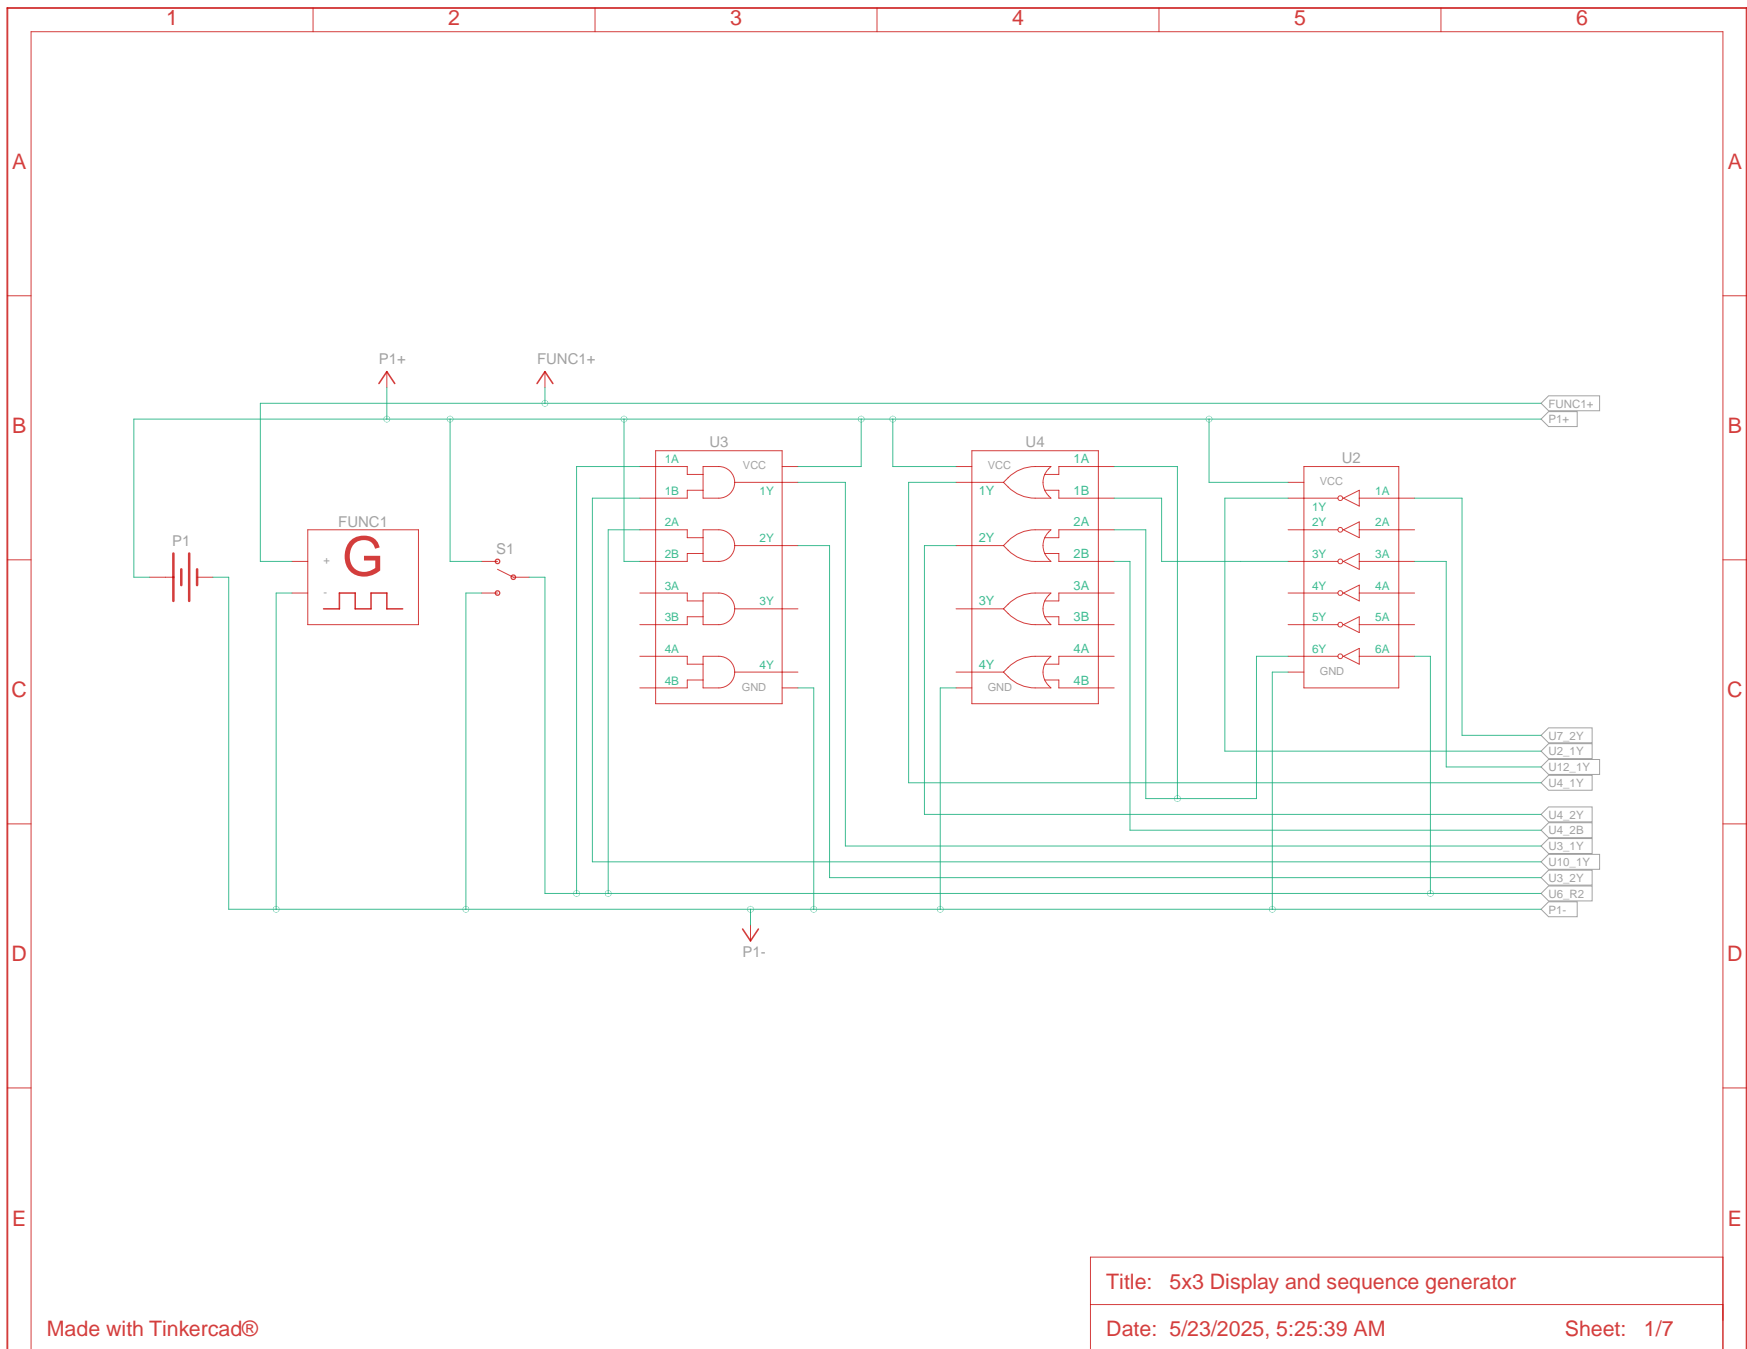 1 2 3 4 5 6
A A
P1+ FUNC1+
FUNC1+
B B
P1+
U3 U4 U2
1A VCC VCC 1A
1B 1Y 1Y 1B VCC 1A
1Y
2A 2A 2Y 2A
FUNC1 2Y 2Y
P1 + G S1 2B 2B 3Y 3A
- 3A 3A 4Y 4A
3Y 3Y
3B 3B 5Y 5A
4A 4A 6Y 6A
4Y 4Y GND
C 4B GND GND 4B C
U7_2Y
U2_1Y
U12_1Y
U4_1Y
U4_2Y
U4_2B
U3_1Y
U10_1Y
U3_2Y
U6_R2
P1-
D P1- D
E E
Title: 5x3 Display and sequence generator
Made with Tinkercad® Date: 5/23/2025, 5:25:39 AM Sheet: 1/7